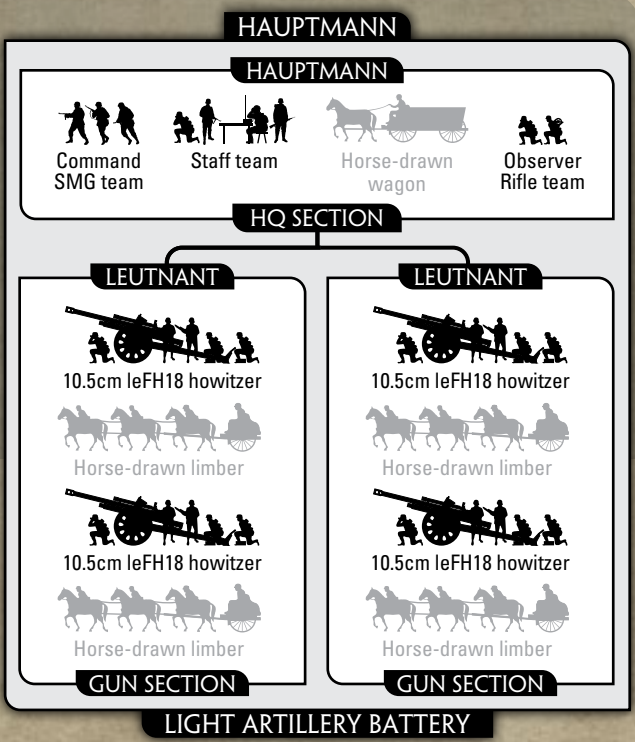 HAUPTMANN
HAUPTMANN
Command
SMG team
Staff team
Horse-drawn
wagon
Observer
Rifle team
HQ SECTION
LEUTNANT
10.5cm leFH18 howitzer
Horse-drawn limber
10.5cm leFH18 howitzer
Horse-drawn limber
GUN SECTION
LEUTNANT
10.5cm leFH18 howitzer
Horse-drawn limber
10.5cm leFH18 howitzer
Horse-drawn limber
GUN SECTION
LIGHT ARTILLERY BATTERY